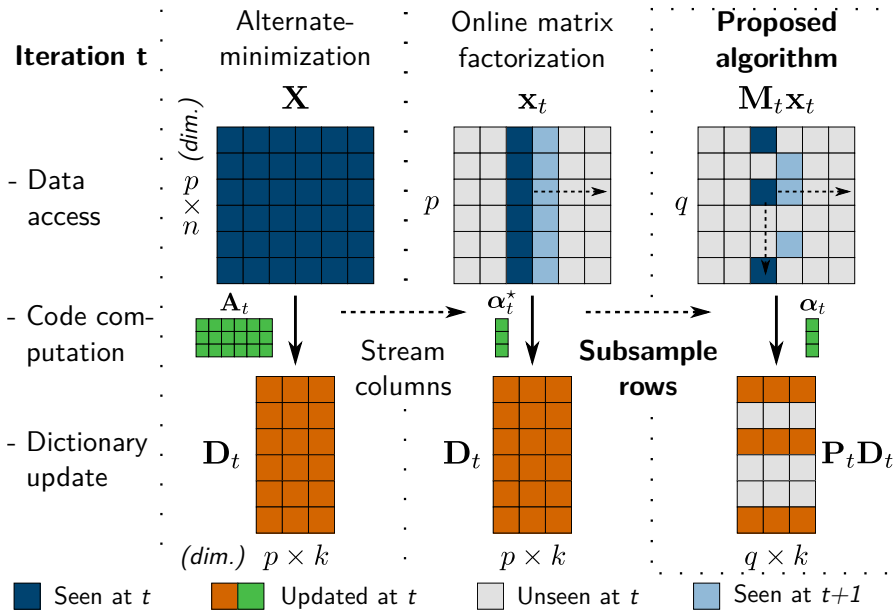 Iteration t
Alternate-
minimization
Online matrix
factorization
Proposed
algorithm
X
x_t
M_t x_t
- Data
access
p × n (dim.)
p
q
- Code com-
putation
A_t
α_t^⋆
α_t
Stream
columns
Subsample
rows
- Dictionary
update
D_t
D_t
P_t D_t
(dim.) p × k
p × k
q × k
Seen at t
Updated at t
Unseen at t
Seen at t+1